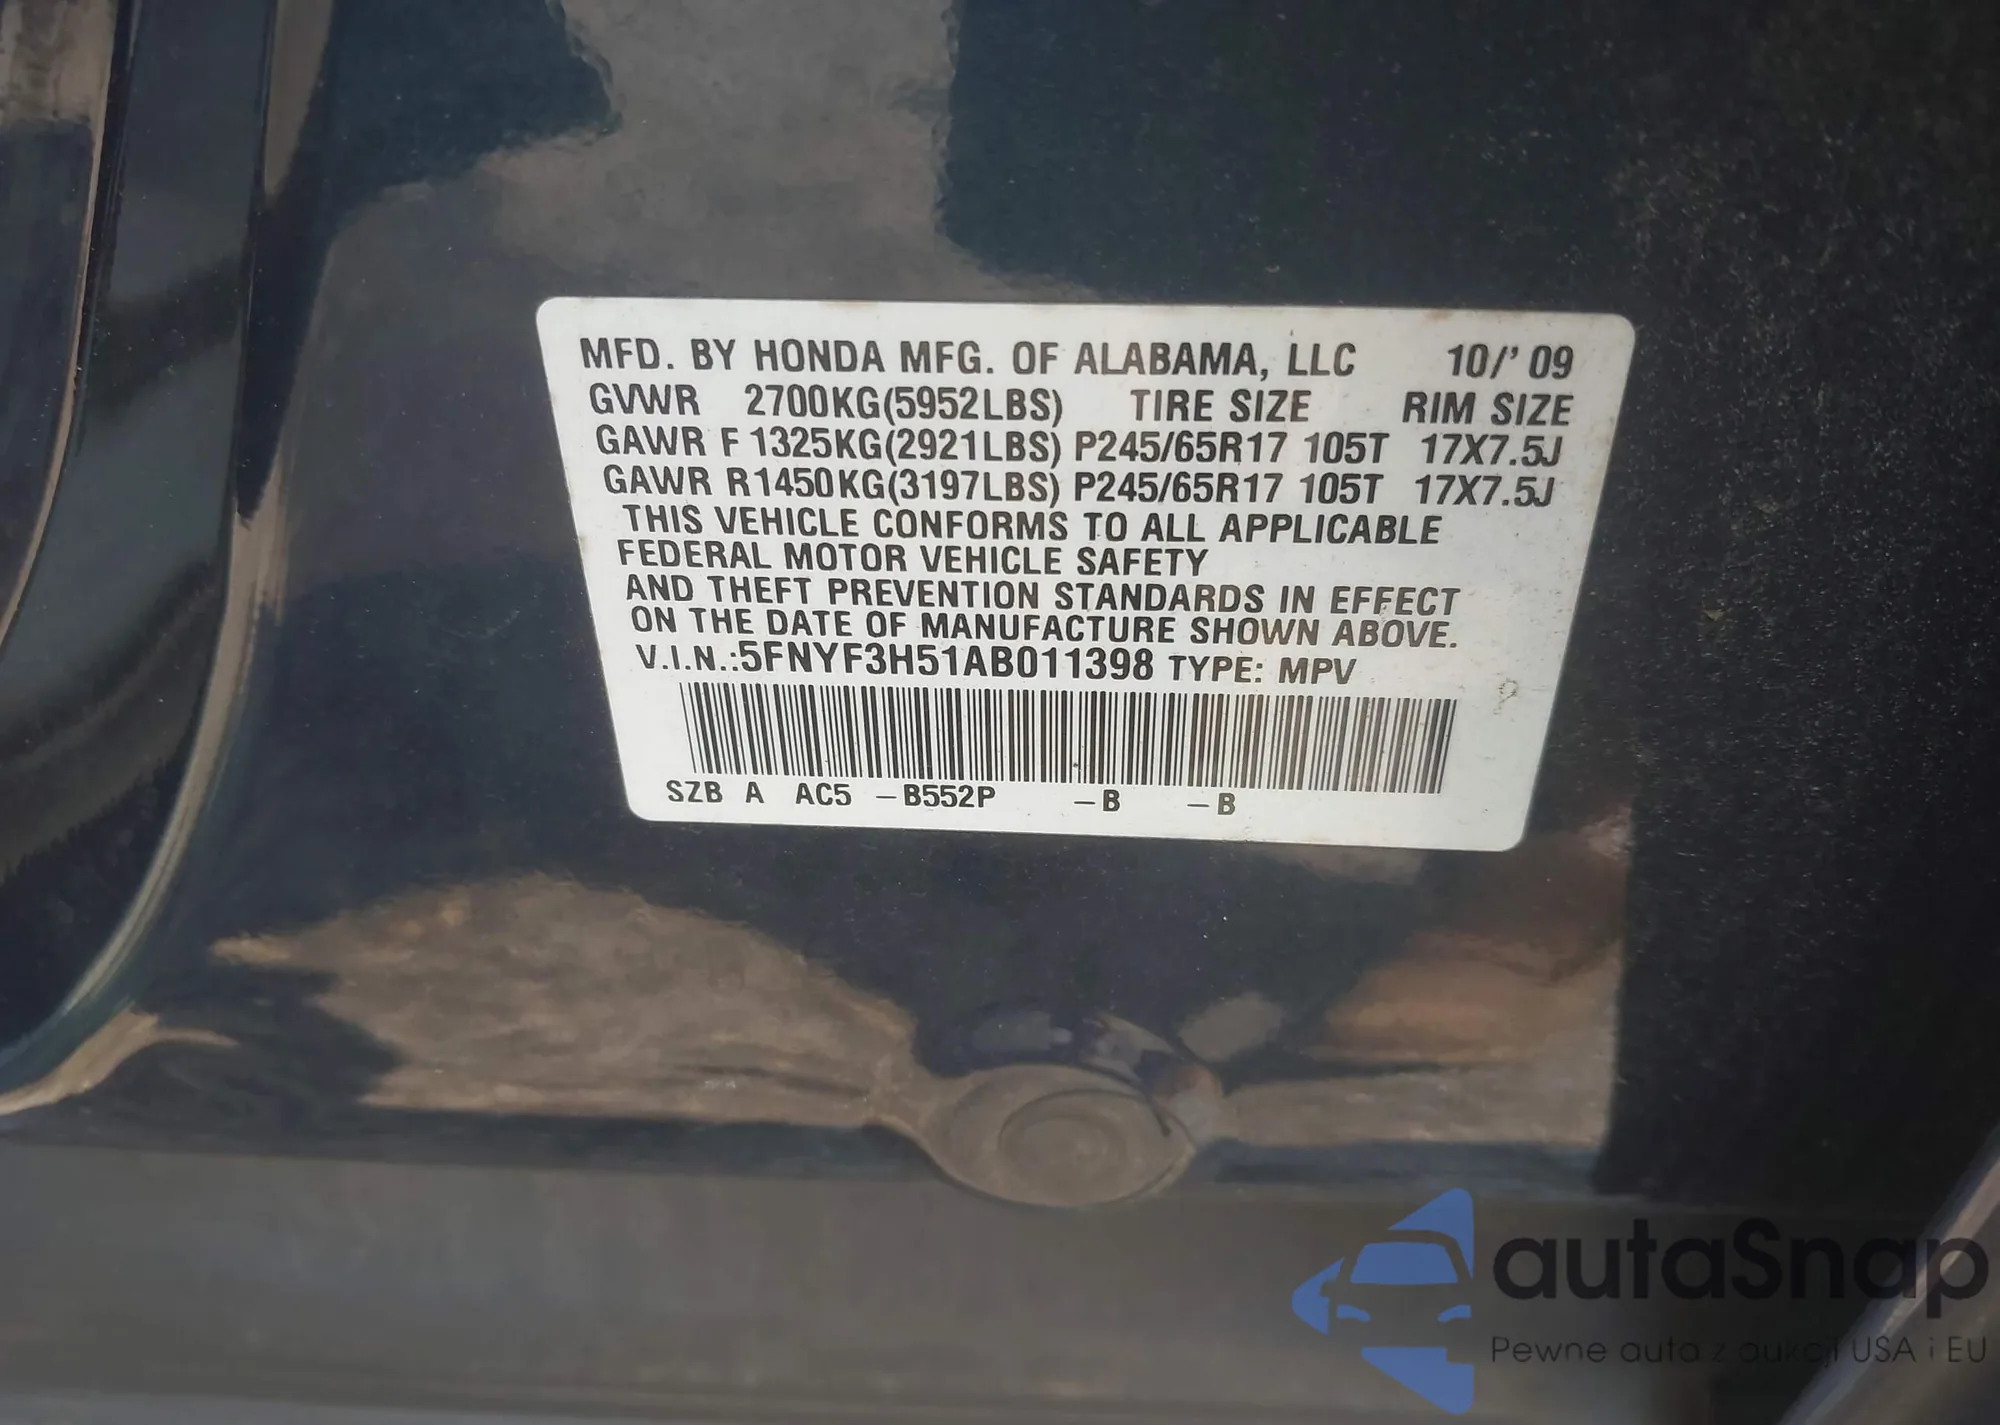 MFD. BY HONDA MFG. OF ALABAMA, LLC 10/'09
GVWR 2700KG(5952LBS) TIRE SIZE RIM SIZE
GAWR F 1325KG(2921LBS) P245/65R17 105T 17X7.5J
GAWR R1450KG(3197LBS) P245/65R17 105T 17X7.5J
THIS VEHICLE CONFORMS TO ALL APPLICABLE
FEDERAL MOTOR VEHICLE SAFETY
AND THEFT PREVENTION STANDARDS IN EFFECT
ON THE DATE OF MANUFACTURE SHOWN ABOVE.
V.I.N.:5FNYF3H51AB011398 TYPE: MPV
SZB A AC5 -B552P -B -B
autaSnap
Pewne auta z aukcji USA i EU